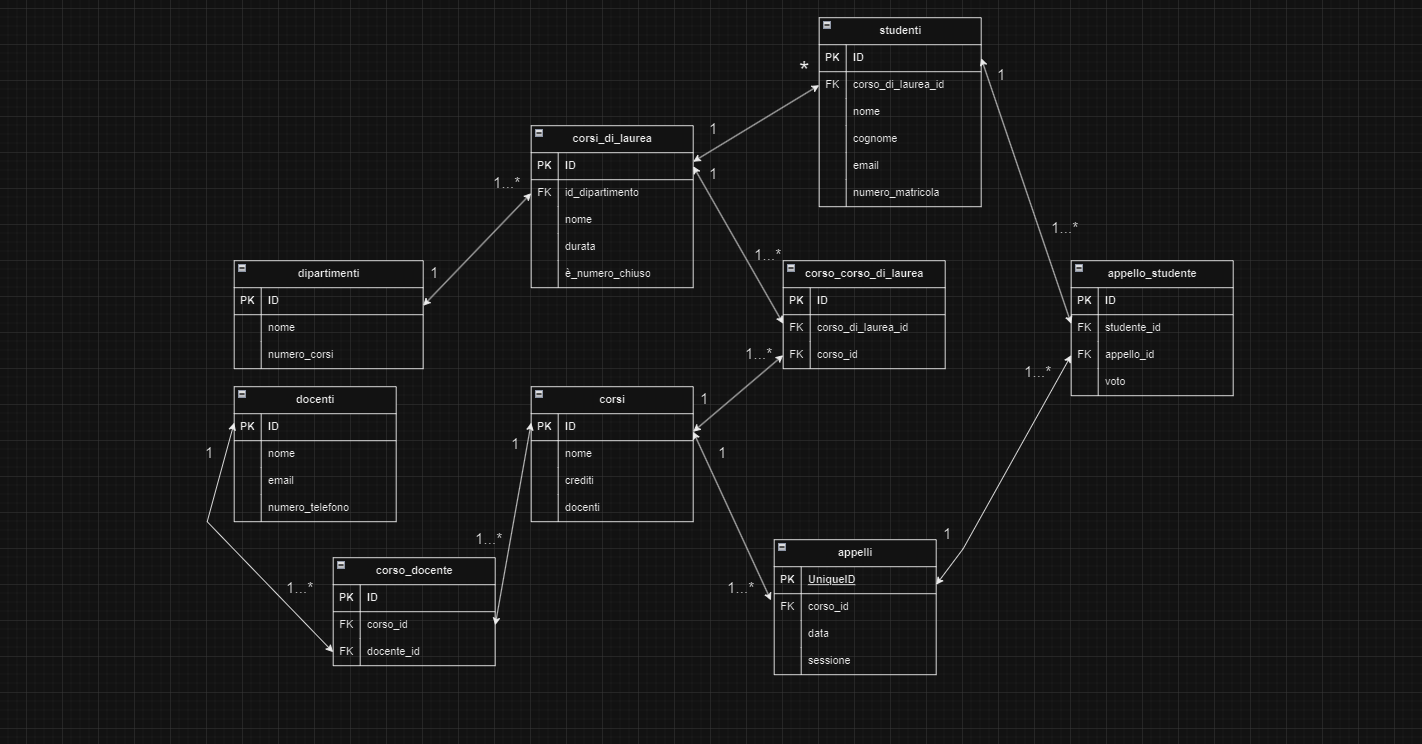 studenti
PK ID
FK corso_di_laurea_id
nome
cognome
email
numero_matricola
*
1
1
corsi_di_laurea
PK ID
FK id_dipartimento
nome
durata
è_numero_chiuso
1
1...*
1...*
1...*
dipartimenti
PK ID
nome
numero_corsi
1
corso_corso_di_laurea
PK ID
FK corso_di_laurea_id
FK corso_id
1...*
appello_studente
PK ID
FK studente_id
FK appello_id
voto
1...*
docenti
PK ID
nome
email
numero_telefono
1
corsi
PK ID
nome
crediti
docenti
1
1
1
1...*
1...*
1...*
1
corso_docente
PK ID
FK corso_id
FK docente_id
appelli
PK UniqueID
FK corso_id
data
sessione